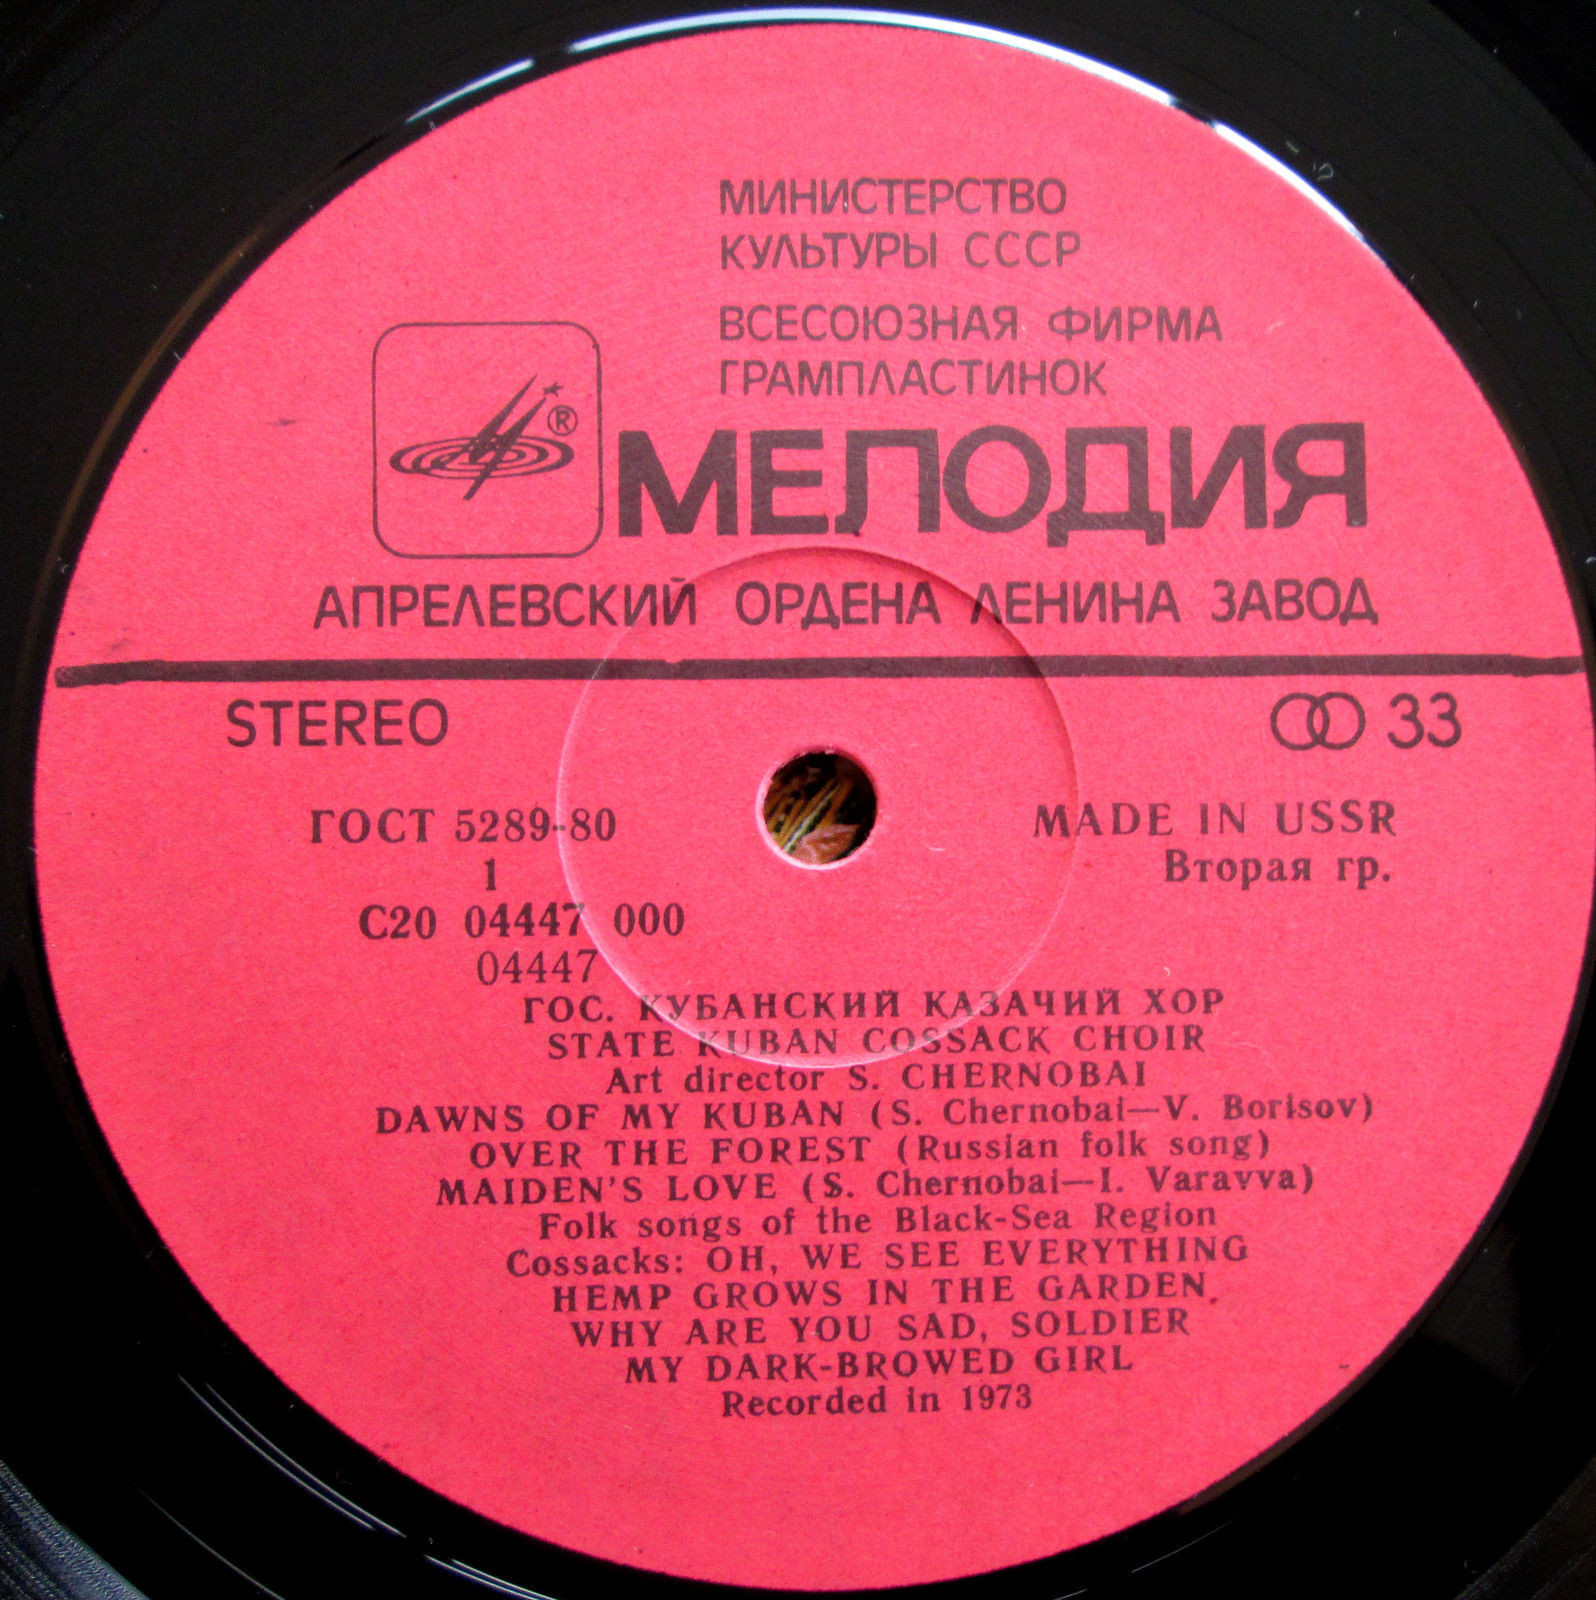 МИНИСТЕРСТВО
КУЛЬТУРЫ СССР
ВСЕСОЮЗНАЯ ФИРМА
ГРАМПЛАСТИНОК
®
МЕЛОДИЯ
АПРЕЛЕВСКИЙ ОРДЕНА ЛЕНИНА ЗАВОД
STEREO
33
ГОСТ 5289-80
MADE IN USSR
1
Вторая гр.
С20 04447 000
04447
ГОС. КУБАНСКИЙ КАЗАЧИЙ ХОР
STATE KUBAN COSSACK CHOIR
Art director S. CHERNOBAI
DAWNS OF MY KUBAN (S. Chernobai—V. Borisov)
OVER THE FOREST (Russian folk song)
MAIDEN'S LOVE (S. Chernobai—I. Varavva)
Folk songs of the Black-Sea Region
Cossacks: OH, WE SEE EVERYTHING
HEMP GROWS IN THE GARDEN
WHY ARE YOU SAD, SOLDIER
MY DARK-BROWED GIRL
Recorded in 1973